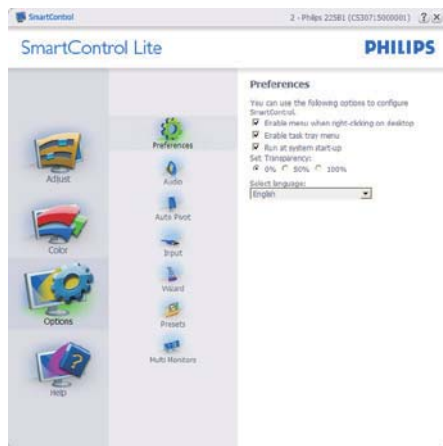 SmartControl
2 - Philips 225B1 (CS30715000001) ? X
SmartControl Lite
PHILIPS
Adjust
Color
Options
Help
Preferences
Audio
Auto Pivot
Input
Wizard
Presets
Multi Monitors
Preferences
You can use the following options to configure
SmartControl.
Enable menu when right-clicking on desktop
Enable task tray menu
Run at system start-up
Set Transparency:
0% 50% 100%
Select language:
English